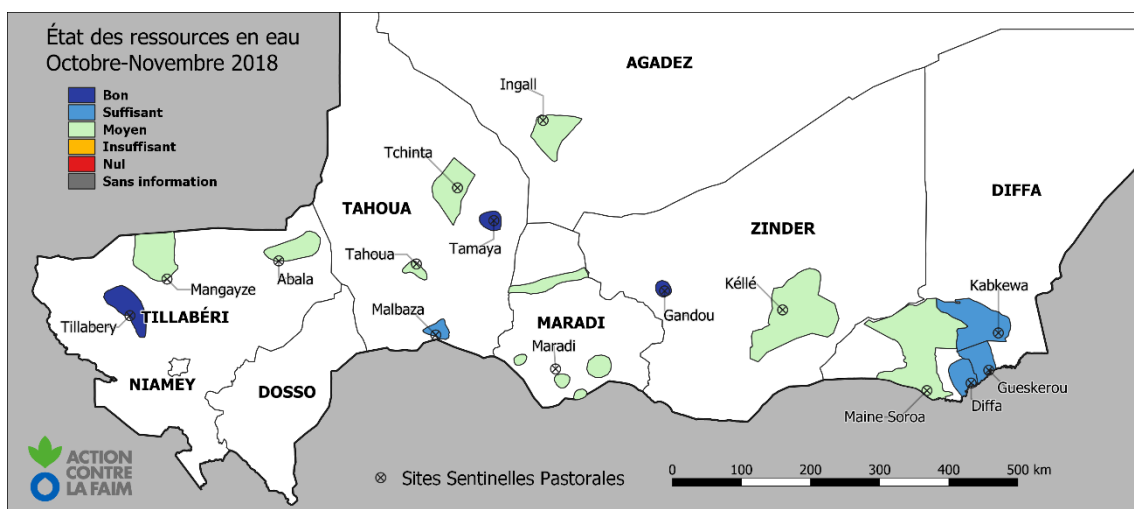 État des ressources en eau
Octobre-Novembre 2018
Bon
Suffisant
Moyen
Insuffisant
Nul
Sans information
AGADEZ
Ingall
Tchinta
DIFFA
TAHOUA
ZINDER
Tamaya
Tahoua
Abala
Mangayze
Kabkewa
Kéllé
Gandou
Malbaza
Tillabery
TILLABÉRI
MARADI
Maradi
NIAMEY
DOSSO
Gueskerou
Diffa
Maine-Soroa
ACTION
CONTRE
LA FAIM
Sites Sentinelles Pastorales
0 100 200 300 400 500 km